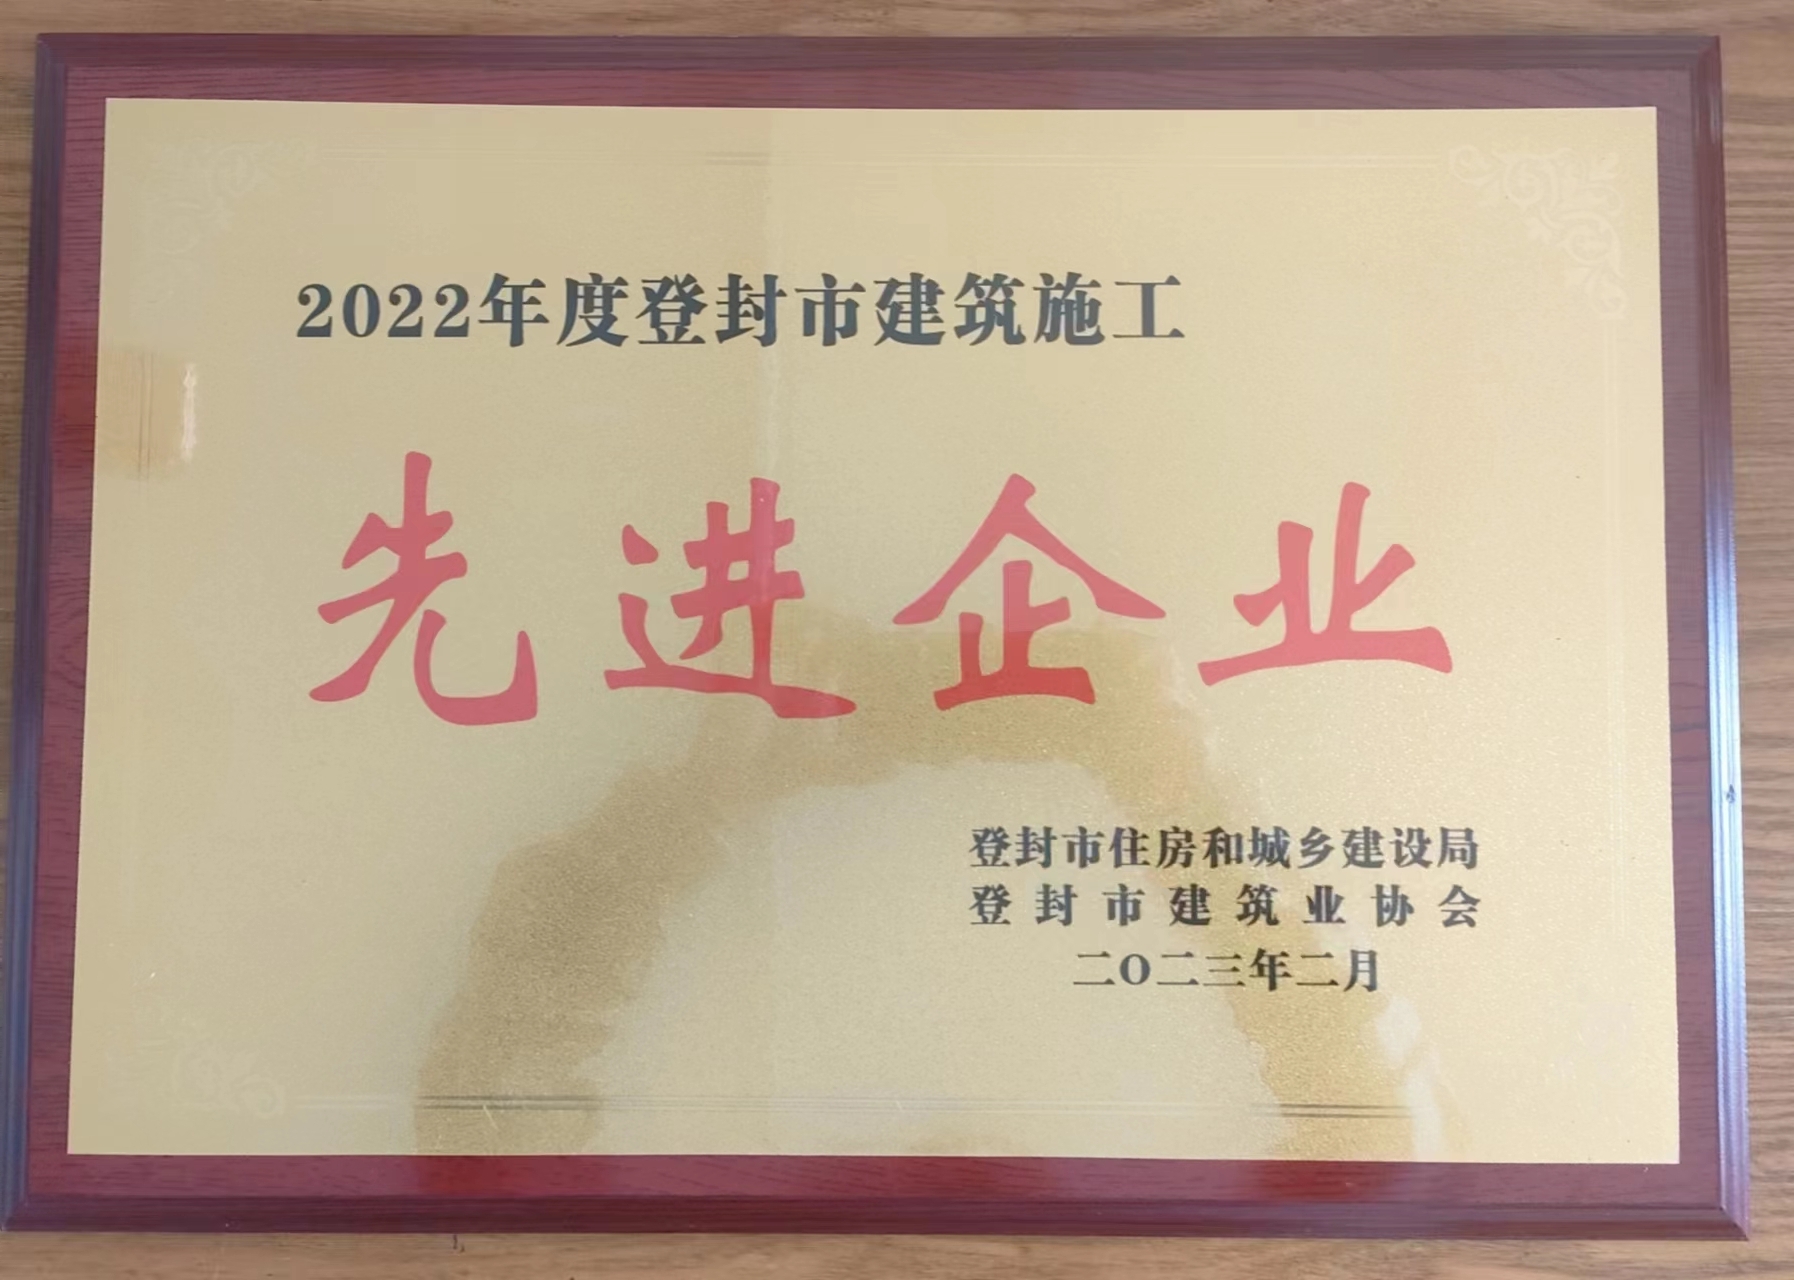 2022年度登封市建筑施工
先进企业
登封市住房和城乡建设局
登封市建筑业协会
二〇二三年二月